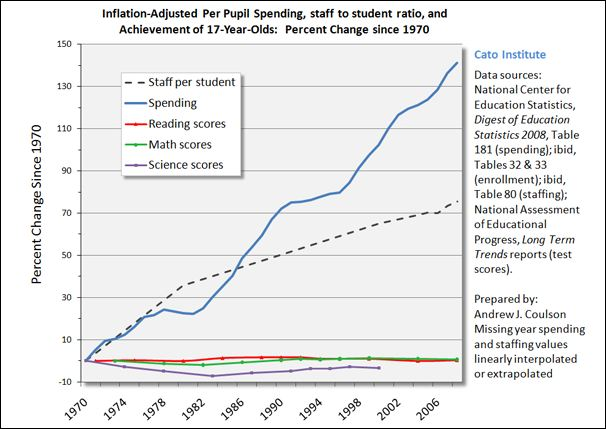 Inflation-Adjusted Per Pupil Spending, staff to student ratio, and
Achievement of 17-Year-Olds: Percent Change since 1970
150
130
110
90
70
50
30
10
-10
Percent Change Since 1970
Staff per student
Spending
Reading scores
Math scores
Science scores
1970
1974
1978
1982
1986
1990
1994
1998
2002
2006
Cato Institute
Data sources:
National Center for
Education Statistics,
Digest of Education
Statistics 2008, Table
181 (spending); ibid,
Tables 32 & 33
(enrollment); ibid,
Table 80 (staffing);
National Assessment
of Educational
Progress, Long Term
Trends reports (test
scores).
Prepared by:
Andrew J. Coulson
Missing year spending
and staffing values
linearly interpolated
or extrapolated